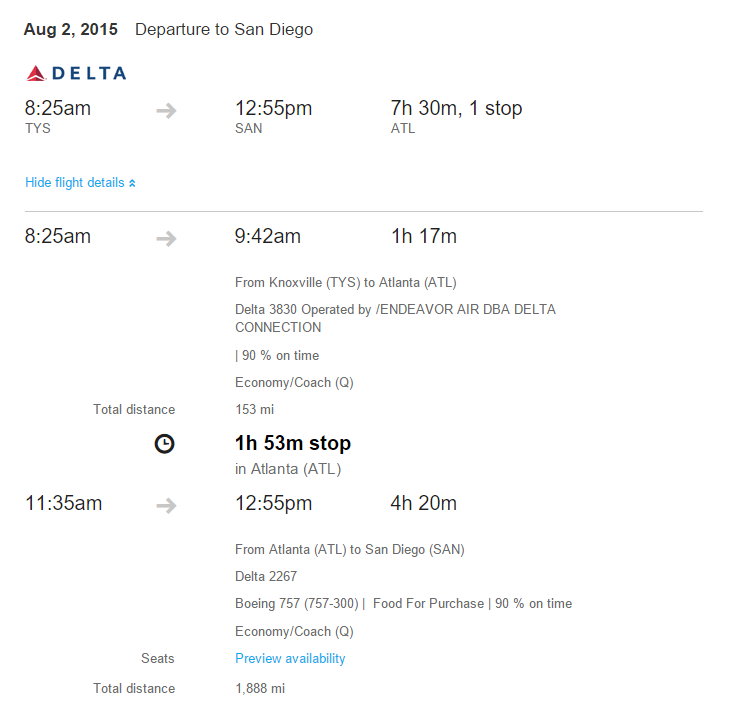 Aug 2, 2015 Departure to San Diego
DELTA
8:25am 12:55pm 7h 30m, 1 stop
TYS SAN ATL
Hide flight details
8:25am 9:42am 1h 17m
From Knoxville (TYS) to Atlanta (ATL)
Delta 3830 Operated by /ENDEAVOR AIR DBA DELTA
CONNECTION
| 90 % on time
Economy/Coach (Q)
Total distance 153 mi
1h 53m stop
in Atlanta (ATL)
11:35am 12:55pm 4h 20m
From Atlanta (ATL) to San Diego (SAN)
Delta 2267
Boeing 757 (757-300) | Food For Purchase | 90 % on time
Economy/Coach (Q)
Seats Preview availability
Total distance 1,888 mi